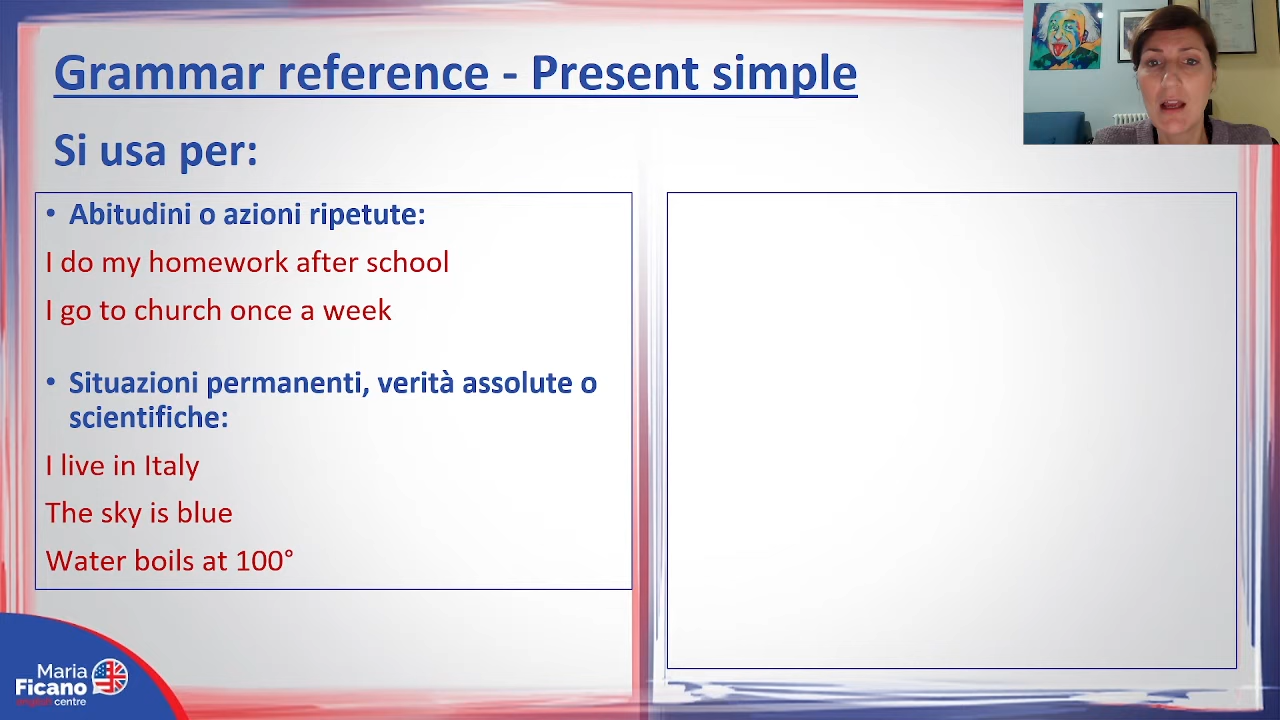 Grammar reference - Present simple
Si usa per:
• Abitudini o azioni ripetute:
I do my homework after school
I go to church once a week
• Situazioni permanenti, verità assolute o
scientifiche:
I live in Italy
The sky is blue
Water boils at 100°
Maria
Ficano
english centre